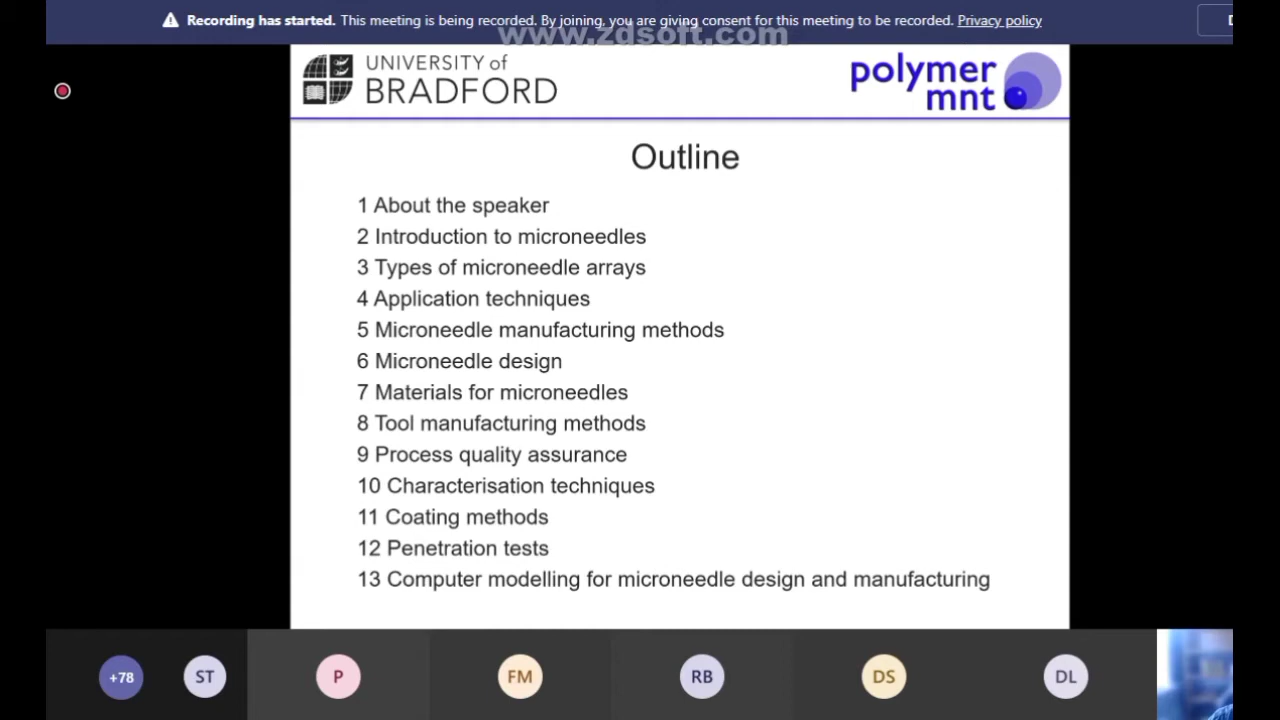 Recording has started. This meeting is being recorded. By joining, you are giving consent for this meeting to be recorded. Privacy policy
www.zdsoft.com
UNIVERSITY of
BRADFORD
polymer
mnt
Outline
1 About the speaker
2 Introduction to microneedles
3 Types of microneedle arrays
4 Application techniques
5 Microneedle manufacturing methods
6 Microneedle design
7 Materials for microneedles
8 Tool manufacturing methods
9 Process quality assurance
10 Characterisation techniques
11 Coating methods
12 Penetration tests
13 Computer modelling for microneedle design and manufacturing
+78 ST P FM RB DS DL